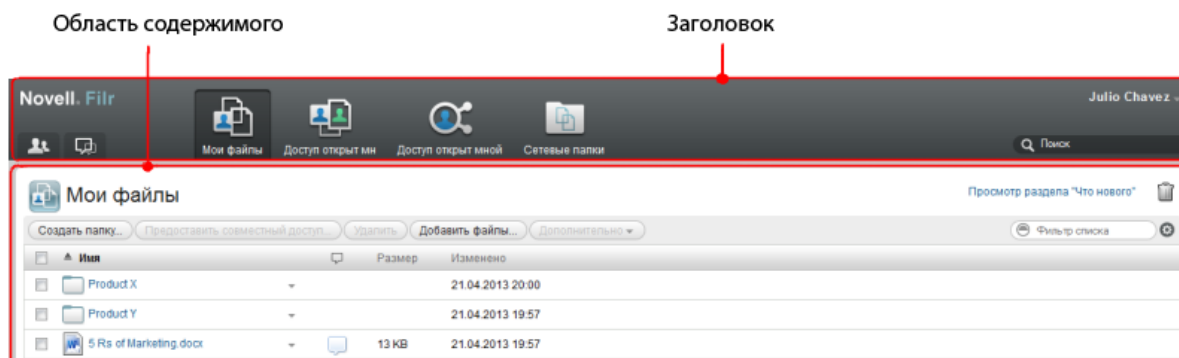 Область содержимого
Заголовок
Novell. Filr
Julio Chavez
Мои файлы
Доступ открыт мн
Доступ открыт мной
Сетевые папки
Поиск
Мои файлы
Просмотр раздела "Что нового"
Создать папку...
Предоставить совместный доступ...
Удалить
Добавить файлы...
Дополнительно
Фильтр списка
Имя
Размер
Изменено
Product X
21.04.2013 20:00
Product Y
21.04.2013 19:57
5 Rs of Marketing.docx
13 KB
21.04.2013 19:57